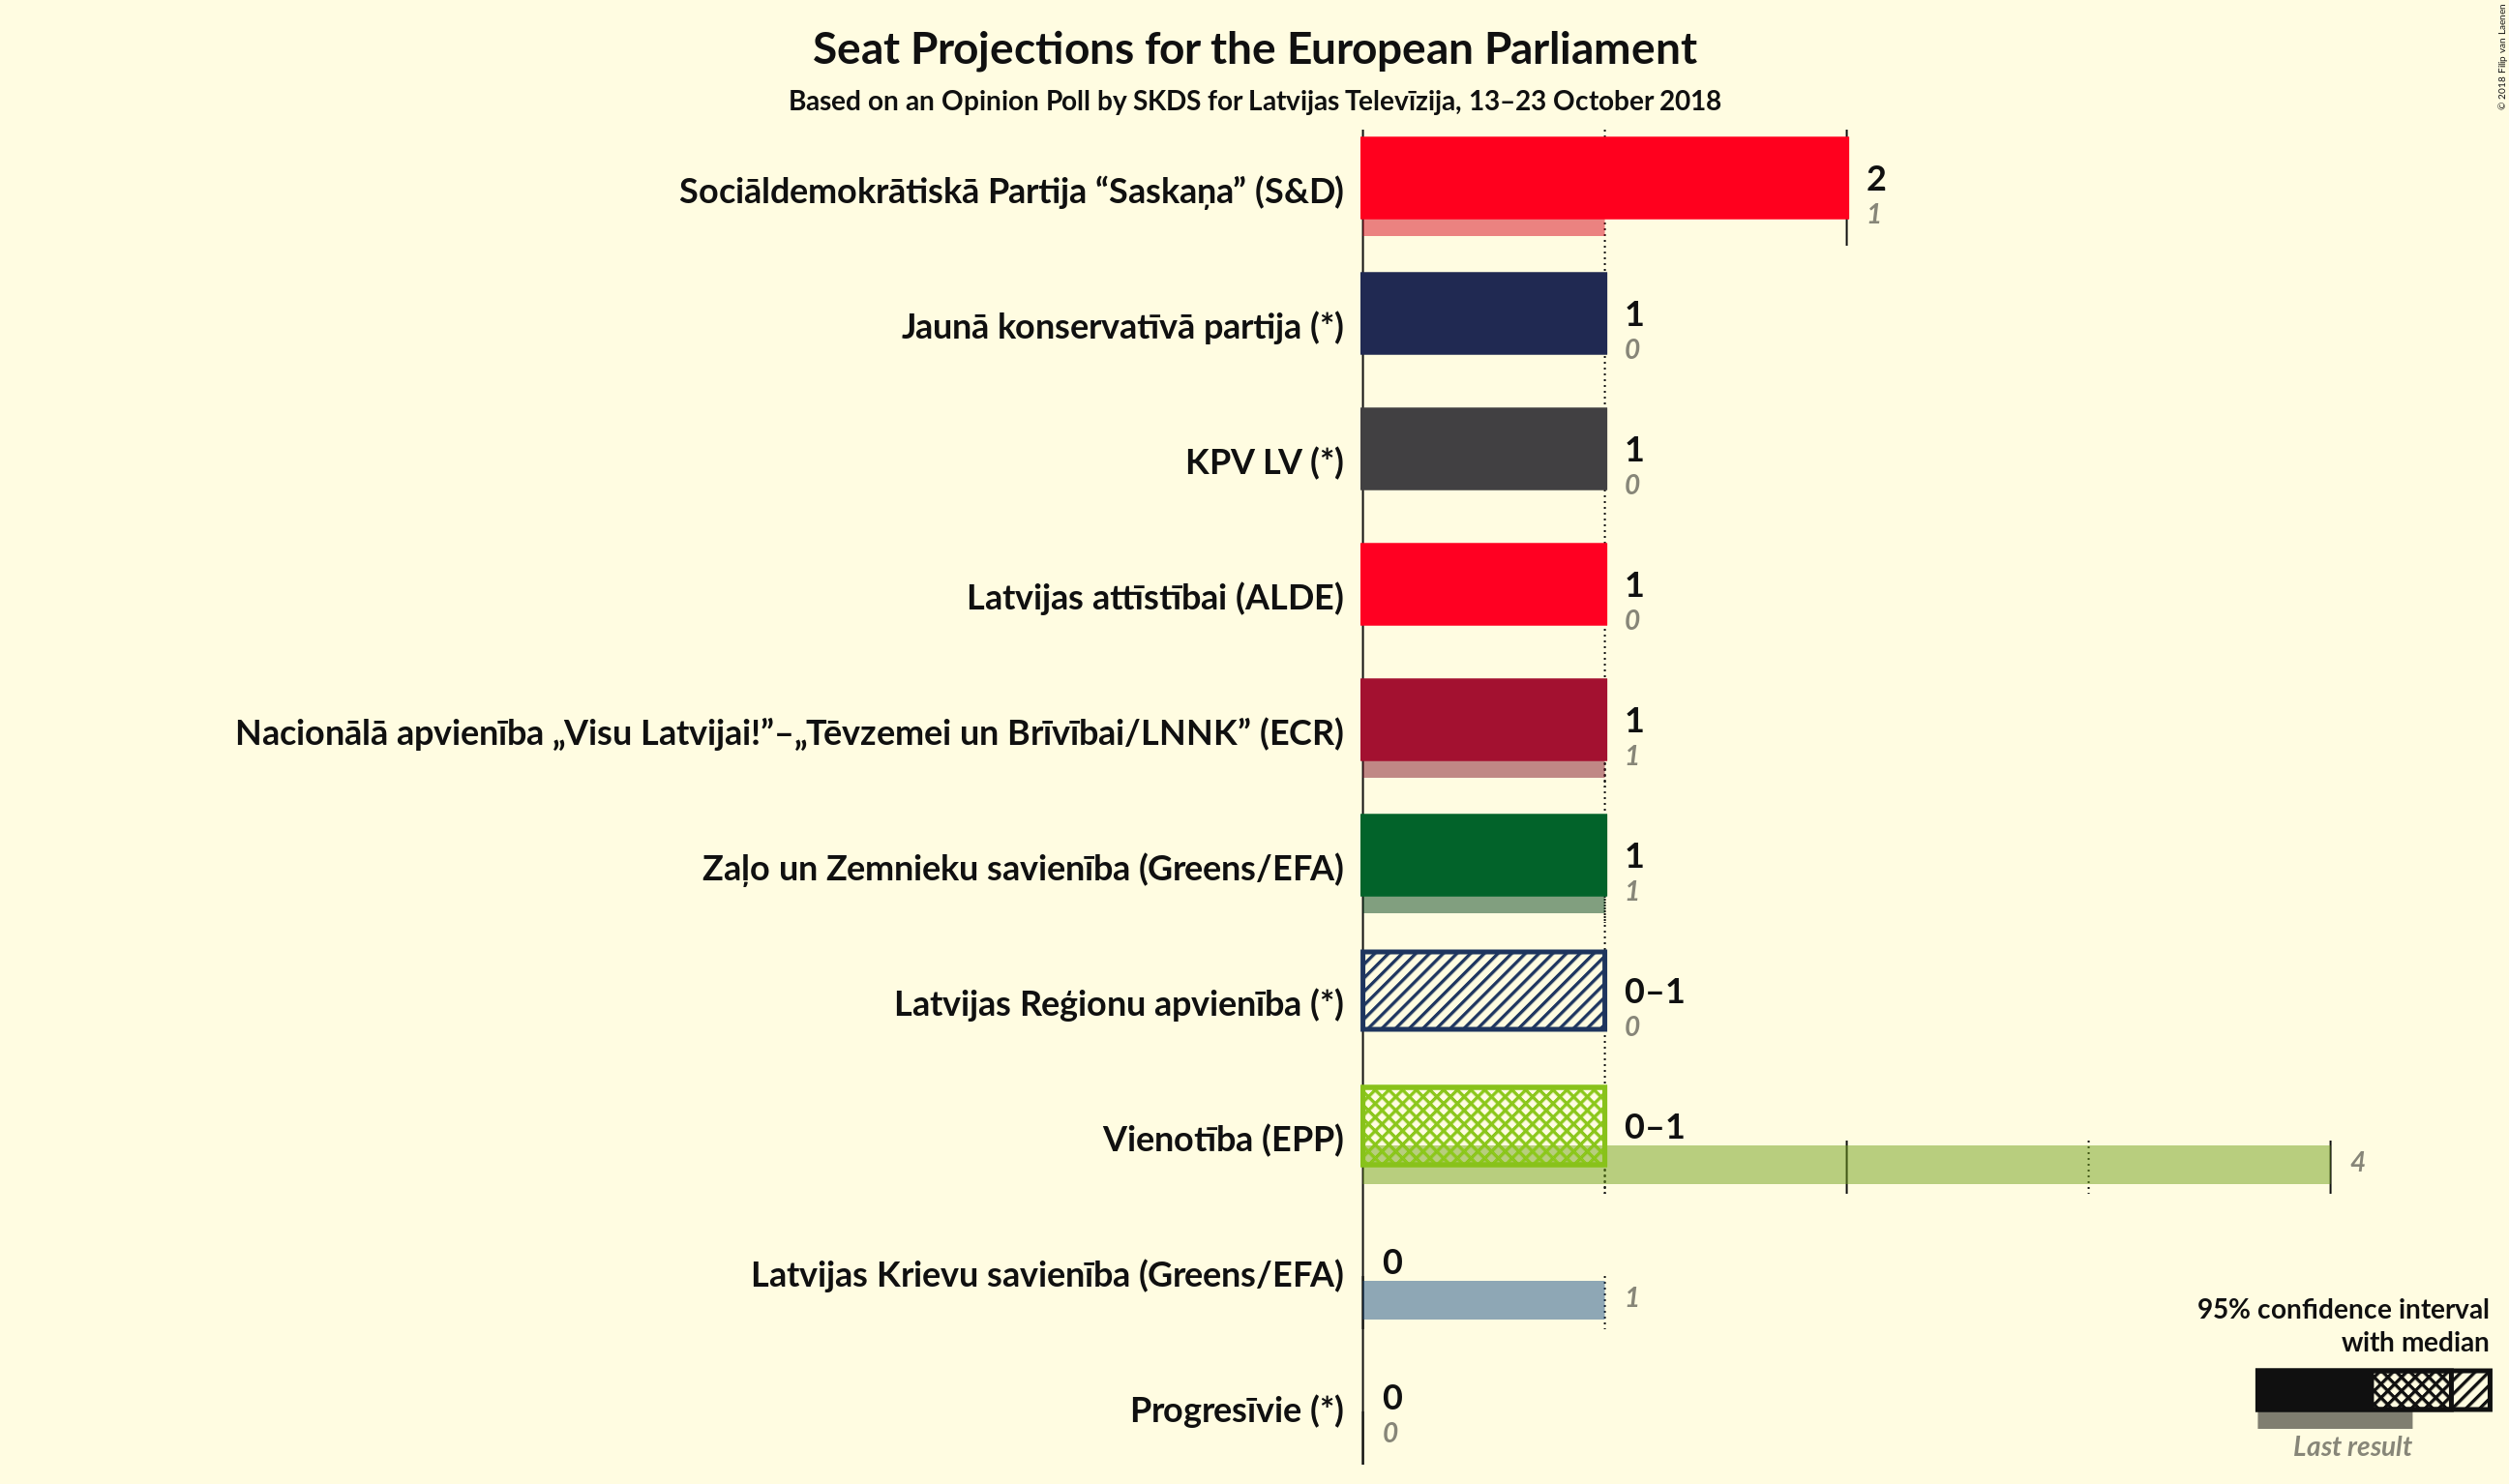 Seat Projections for the European Parliament
Based on an Opinion Poll by SKDS for Latvijas Televīzija, 13–23 October 2018
© 2018 Filip van Laenen
Sociāldemokrātiskā Partija “Saskaņa” (S&D)
2
1
Jaunā konservatīvā partija (*)
1
0
KPV LV (*)
1
0
Latvijas attīstībai (ALDE)
1
0
Nacionālā apvienība „Visu Latvijai!”–„Tēvzemei un Brīvībai/LNNK” (ECR)
1
1
Zaļo un Zemnieku savienība (Greens/EFA)
1
1
Latvijas Reģionu apvienība (*)
0–1
0
Vienotība (EPP)
0–1
4
Latvijas Krievu savienība (Greens/EFA)
0
1
Progresīvie (*)
0
0
95% confidence interval
with median
Last result